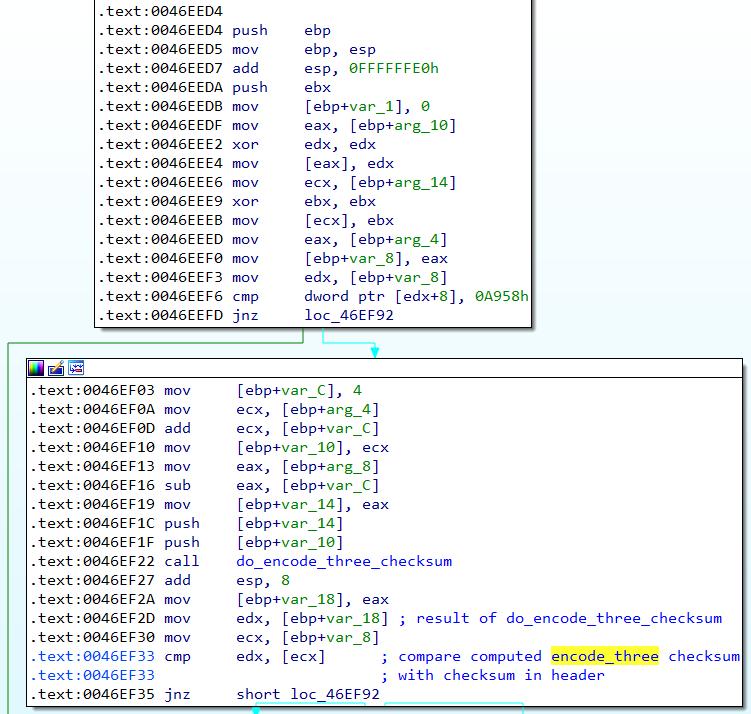 .text:0046EED4
.text:0046EED4 push ebp
.text:0046EED5 mov ebp, esp
.text:0046EED7 add esp, 0FFFFFFE0h
.text:0046EEDA push ebx
.text:0046EEDB mov [ebp+var_1], 0
.text:0046EEDF mov eax, [ebp+arg_10]
.text:0046EEE2 xor edx, edx
.text:0046EEE4 mov [eax], edx
.text:0046EEE6 mov ecx, [ebp+arg_14]
.text:0046EEE9 xor ebx, ebx
.text:0046EEEB mov [ecx], ebx
.text:0046EEED mov eax, [ebp+arg_4]
.text:0046EEF0 mov [ebp+var_8], eax
.text:0046EEF3 mov edx, [ebp+var_8]
.text:0046EEF6 cmp dword ptr [edx+8], 0A958h
.text:0046EEFD jnz loc_46EF92
.text:0046EF03 mov [ebp+var_C], 4
.text:0046EF0A mov ecx, [ebp+arg_4]
.text:0046EF0D add ecx, [ebp+var_C]
.text:0046EF10 mov [ebp+var_10], ecx
.text:0046EF13 mov eax, [ebp+arg_8]
.text:0046EF16 sub eax, [ebp+var_C]
.text:0046EF19 mov [ebp+var_14], eax
.text:0046EF1C push [ebp+var_14]
.text:0046EF1F push [ebp+var_10]
.text:0046EF22 call do_encode_three_checksum
.text:0046EF27 add esp, 8
.text:0046EF2A mov [ebp+var_18], eax
.text:0046EF2D mov edx, [ebp+var_18] ; result of do_encode_three_checksum
.text:0046EF30 mov ecx, [ebp+var_8]
.text:0046EF33 cmp edx, [ecx] ; compare computed encode_three checksum
.text:0046EF33 ; with checksum in header
.text:0046EF35 jnz short loc_46EF92